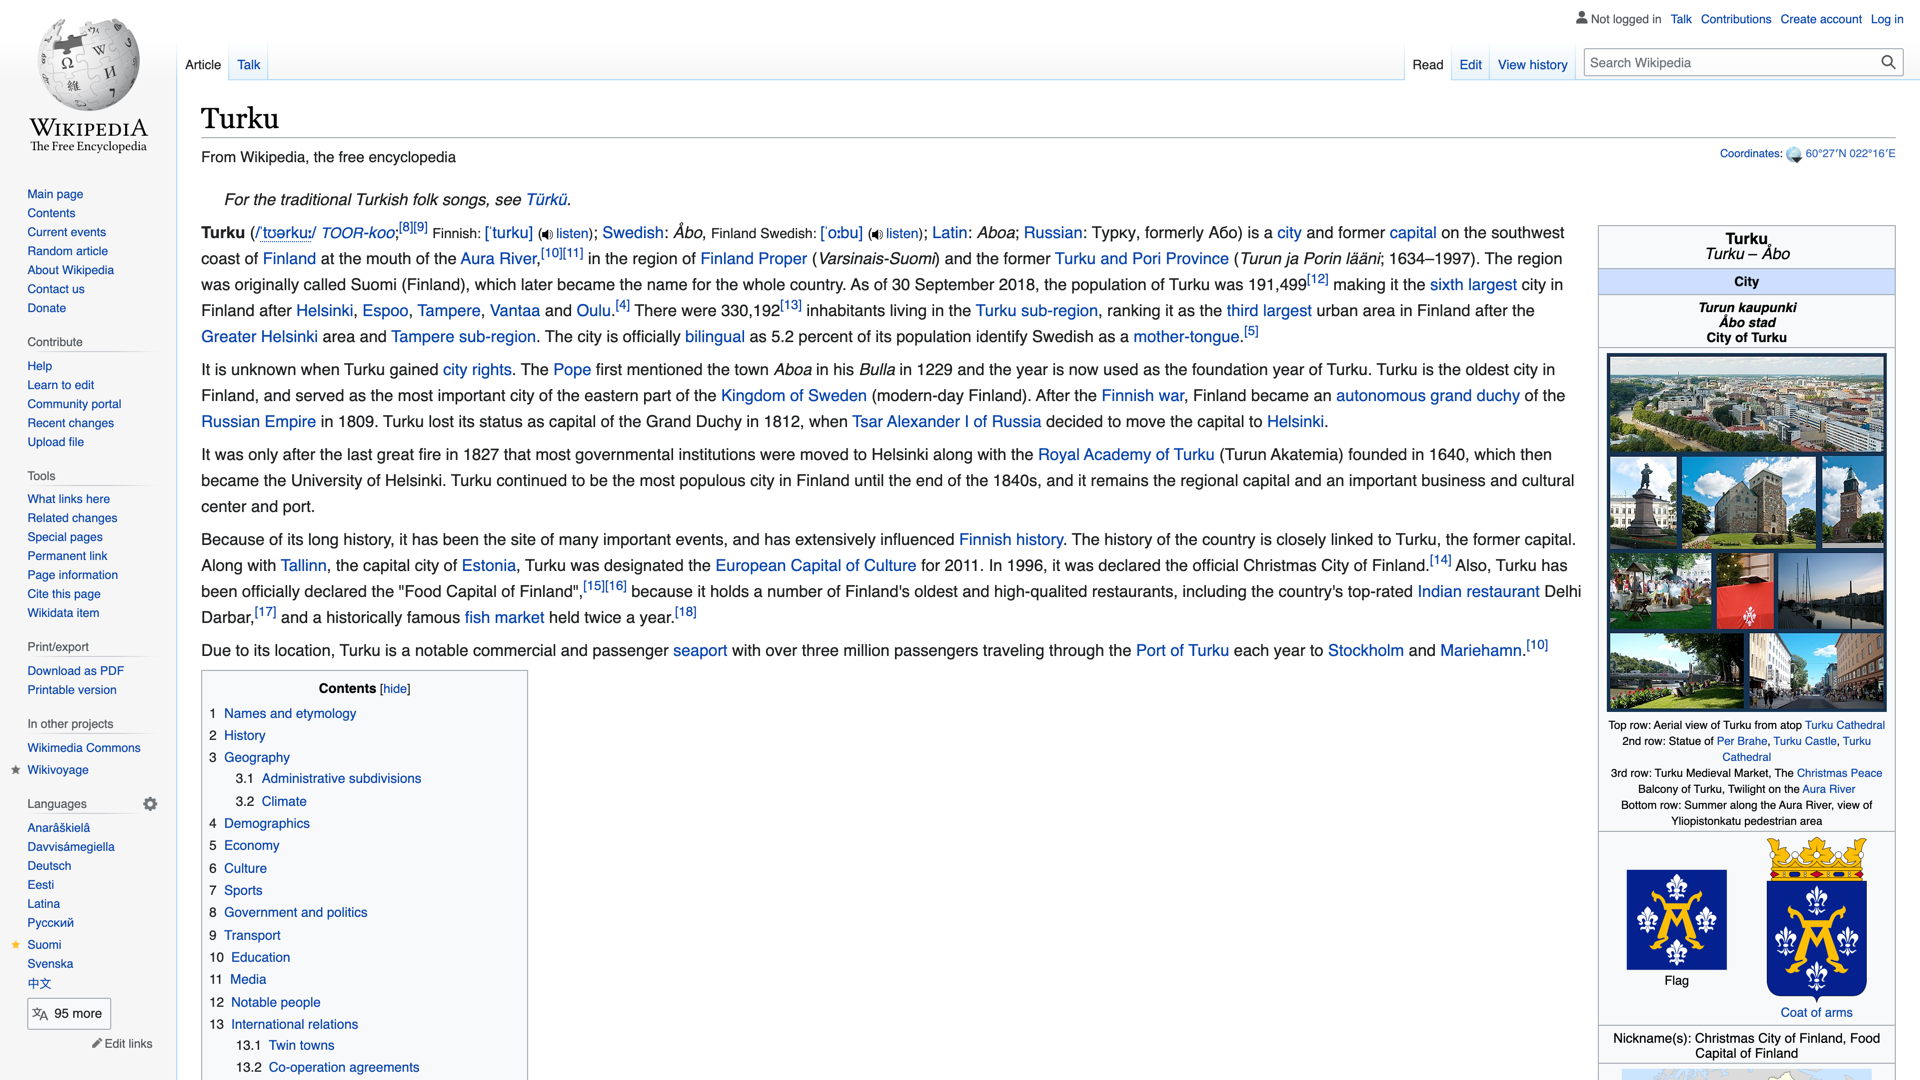 Not logged in Talk Contributions Create account Log in
Article Talk
Read Edit View history
Search Wikipedia
WIKIPEDIA
The Free Encyclopedia
Main page
Contents
Current events
Random article
About Wikipedia
Contact us
Donate
Contribute
Help
Learn to edit
Community portal
Recent changes
Upload file
Tools
What links here
Related changes
Special pages
Permanent link
Page information
Cite this page
Wikidata item
Print/export
Download as PDF
Printable version
In other projects
Wikimedia Commons
Wikivoyage
Languages
Anarâškielâ
Davvisámegiella
Deutsch
Eesti
Latina
Русский
Suomi
Svenska
中文
95 more
Edit links
Turku
From Wikipedia, the free encyclopedia
Coordinates: 60°27′N 022°16′E
For the traditional Turkish folk songs, see Türkü.
Turku (/ˈtʊərkuː/ TOOR-koo;[8][9] Finnish: [ˈturku] (listen); Swedish: Åbo, Finland Swedish: [ˈoːbu] (listen); Latin: Aboa; Russian: Турку, formerly Або) is a city and former capital on the southwest
coast of Finland at the mouth of the Aura River,[10][11] in the region of Finland Proper (Varsinais-Suomi) and the former Turku and Pori Province (Turun ja Porin lääni; 1634–1997). The region
was originally called Suomi (Finland), which later became the name for the whole country. As of 30 September 2018, the population of Turku was 191,499[12] making it the sixth largest city in
Finland after Helsinki, Espoo, Tampere, Vantaa and Oulu.[4] There were 330,192[13] inhabitants living in the Turku sub-region, ranking it as the third largest urban area in Finland after the
Greater Helsinki area and Tampere sub-region. The city is officially bilingual as 5.2 percent of its population identify Swedish as a mother-tongue.[5]
It is unknown when Turku gained city rights. The Pope first mentioned the town Aboa in his Bulla in 1229 and the year is now used as the foundation year of Turku. Turku is the oldest city in
Finland, and served as the most important city of the eastern part of the Kingdom of Sweden (modern-day Finland). After the Finnish war, Finland became an autonomous grand duchy of the
Russian Empire in 1809. Turku lost its status as capital of the Grand Duchy in 1812, when Tsar Alexander I of Russia decided to move the capital to Helsinki.
It was only after the last great fire in 1827 that most governmental institutions were moved to Helsinki along with the Royal Academy of Turku (Turun Akatemia) founded in 1640, which then
became the University of Helsinki. Turku continued to be the most populous city in Finland until the end of the 1840s, and it remains the regional capital and an important business and cultural
center and port.
Because of its long history, it has been the site of many important events, and has extensively influenced Finnish history. The history of the country is closely linked to Turku, the former capital.
Along with Tallinn, the capital city of Estonia, Turku was designated the European Capital of Culture for 2011. In 1996, it was declared the official Christmas City of Finland.[14] Also, Turku has
been officially declared the "Food Capital of Finland",[15][16] because it holds a number of Finland's oldest and high-qualited restaurants, including the country's top-rated Indian restaurant Delhi
Darbar,[17] and a historically famous fish market held twice a year.[18]
Due to its location, Turku is a notable commercial and passenger seaport with over three million passengers traveling through the Port of Turku each year to Stockholm and Mariehamn.[10]
Contents [hide]
1 Names and etymology
2 History
3 Geography
3.1 Administrative subdivisions
3.2 Climate
4 Demographics
5 Economy
6 Culture
7 Sports
8 Government and politics
9 Transport
10 Education
11 Media
12 Notable people
13 International relations
13.1 Twin towns
13.2 Co-operation agreements
Turku
Turku – Åbo
City
Turun kaupunki
Åbo stad
City of Turku
Top row: Aerial view of Turku from atop Turku Cathedral
2nd row: Statue of Per Brahe, Turku Castle, Turku
Cathedral
3rd row: Turku Medieval Market, The Christmas Peace
Balcony of Turku, Twilight on the Aura River
Bottom row: Summer along the Aura River, view of
Yliopistonkatu pedestrian area
Flag
Coat of arms
Nickname(s): Christmas City of Finland, Food
Capital of Finland